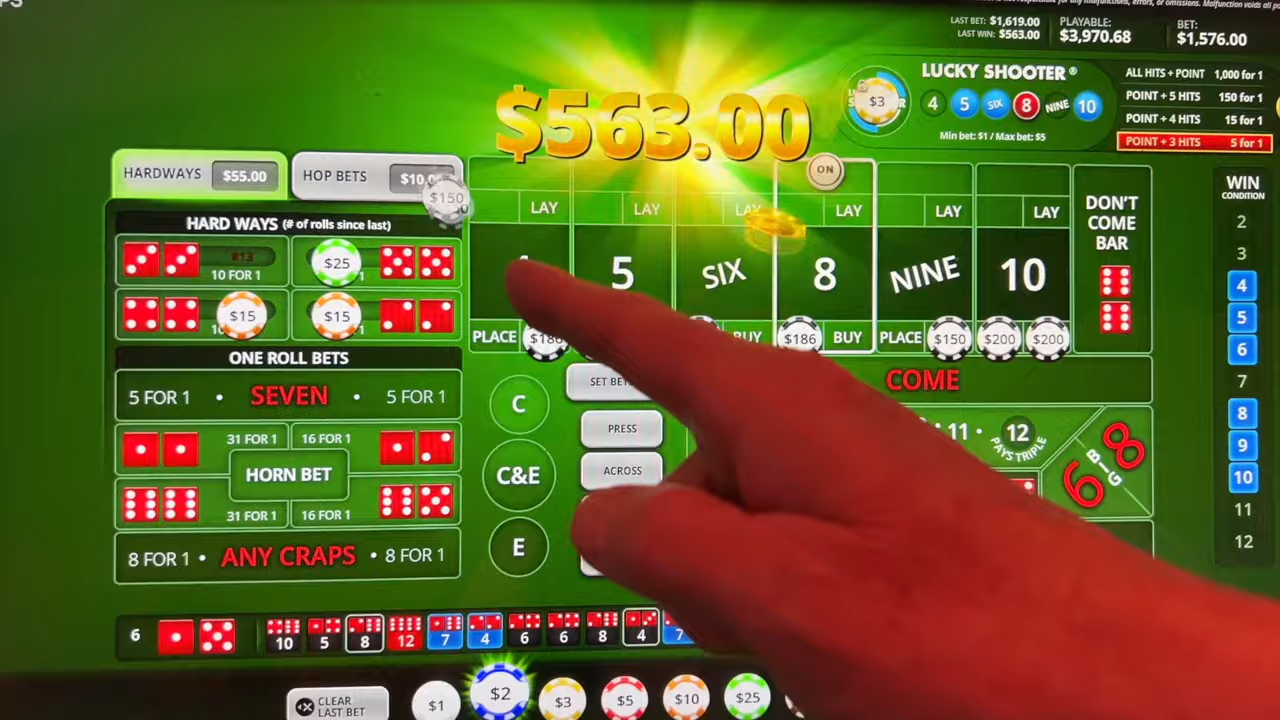 PS
LAST BET: $1,619.00
LAST WIN: $563.00
PLAYABLE:
$3,970.68
BET:
$1,576.00
$563.00
$3
LUCKY SHOOTER®
4 5 SIX 8 NINE 10
Min bet: $1 / Max bet: $5
ALL HITS + POINT 1,000 for 1
POINT + 5 HITS 150 for 1
POINT + 4 HITS 15 for 1
POINT + 3 HITS 5 for 1
HARDWAYS $55.00
HOP BETS
$150
ON
LAY LAY LAY LAY LAY LAY
5 SIX 8 NINE 10
PLACE $186 BUY $186 BUY PLACE $150 $200 $200
DON'T
COME
BAR
HARD WAYS (# of rolls since last)
10 FOR 1
$25
$15
$15
ONE ROLL BETS
5 FOR 1 • SEVEN • 5 FOR 1
31 FOR 1 16 FOR 1
HORN BET
31 FOR 1 16 FOR 1
8 FOR 1 • ANY CRAPS • 8 FOR 1
C
C&E
E
PRESS
ACROSS
COME
11 • 12
PAYS TRIPLE
BIG
6 8
WIN
CONDITION
2
3
4
5
6
7
8
9
10
11
12
6
10 5 8 12 7 4 6 6 8 4 7
CLEAR
LAST BET
$1 $2 $3 $5 $10 $25